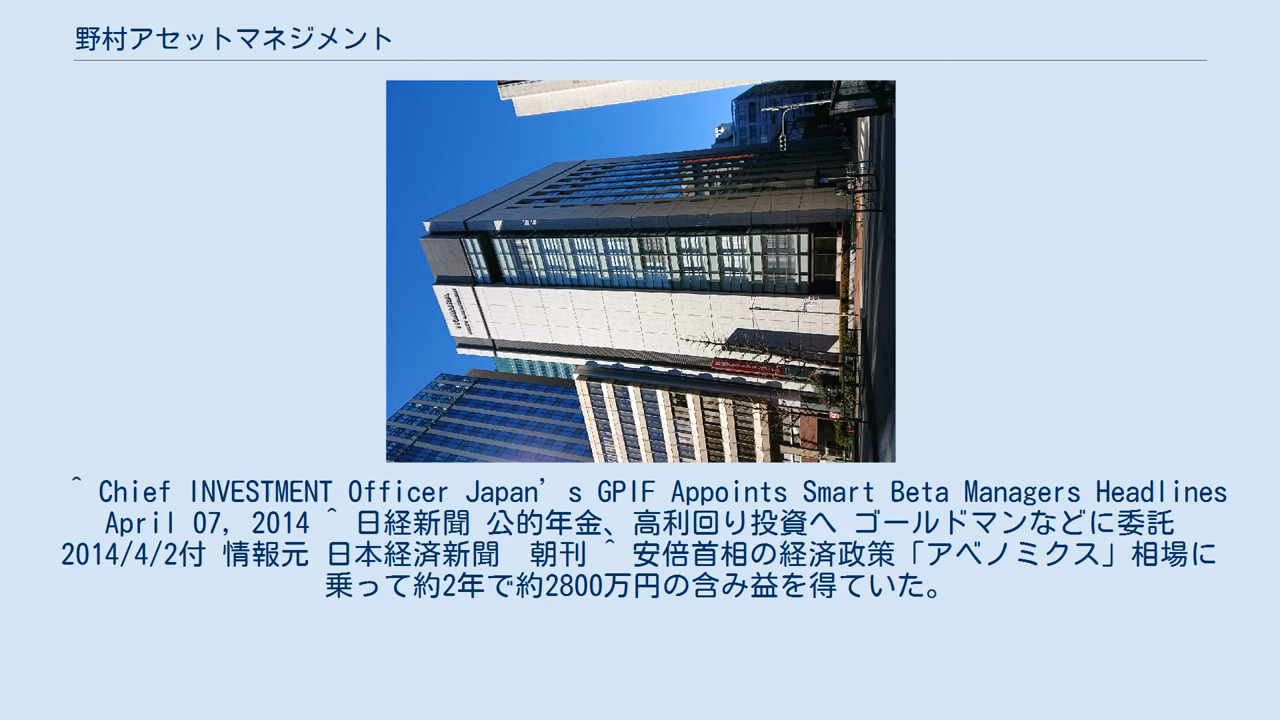 野村アセットマネジメント
^ Chief INVESTMENT Officer Japan’s GPIF Appoints Smart Beta Managers Headlines
April 07, 2014 ^ 日経新聞 公的年金、高利回り投資へ ゴールドマンなどに委託
2014/4/2付 情報元 日本経済新聞　朝刊 ^ 安倍首相の経済政策「アベノミクス」相場に
乗って約2年で約2800万円の含み益を得ていた。